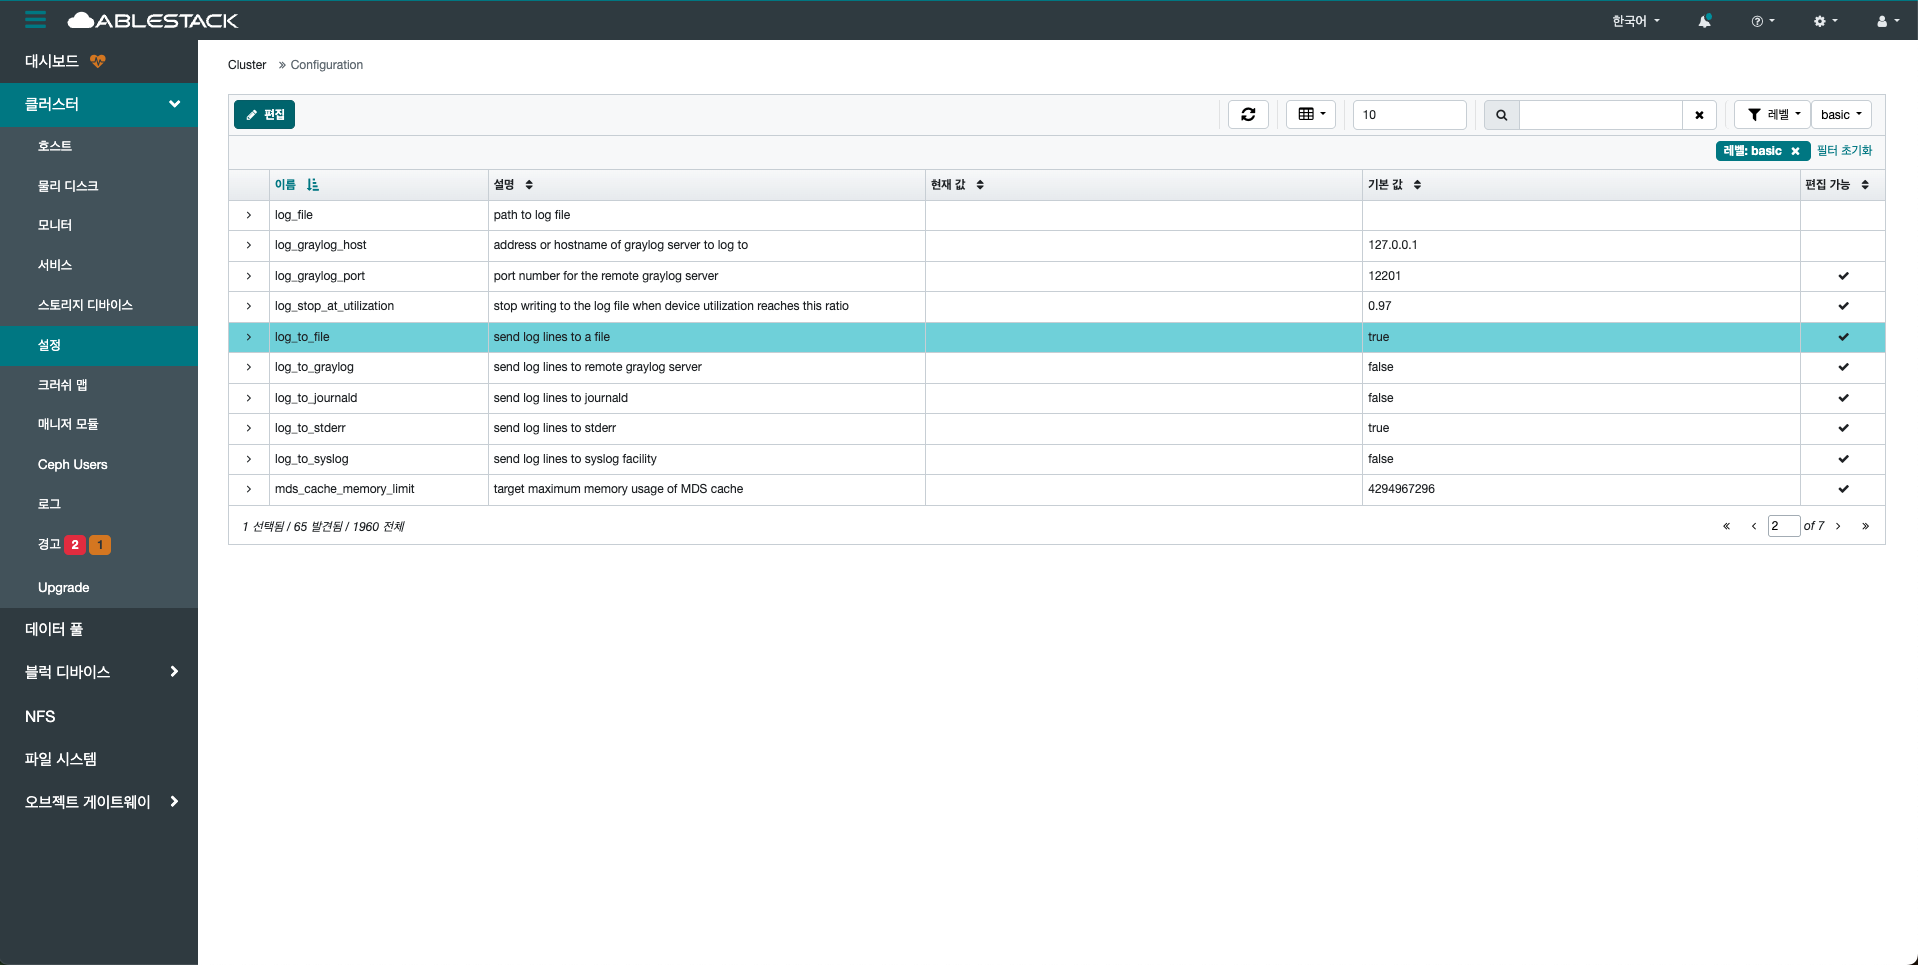 ABLESTACK
한국어
대시보드
클러스터
호스트
물리 디스크
모니터
서비스
스토리지 디바이스
설정
크러쉬 맵
매니저 모듈
Ceph Users
로그
경고 2 1
Upgrade
데이터 풀
블럭 디바이스
NFS
파일 시스템
오브젝트 게이트웨이
Cluster » Configuration
편집 10 레벨 basic
레벨: basic 필터 초기화
이름 설명 현재 값 기본 값 편집 가능
log_file path to log file
log_graylog_host address or hostname of graylog server to log to 127.0.0.1
log_graylog_port port number for the remote graylog server 12201
log_stop_at_utilization stop writing to the log file when device utilization reaches this ratio 0.97
log_to_file send log lines to a file true
log_to_graylog send log lines to remote graylog server false
log_to_journald send log lines to journald false
log_to_stderr send log lines to stderr true
log_to_syslog send log lines to syslog facility false
mds_cache_memory_limit target maximum memory usage of MDS cache 4294967296
1 선택됨 / 65 발견됨 / 1960 전체 « ‹ 2 of 7 › »